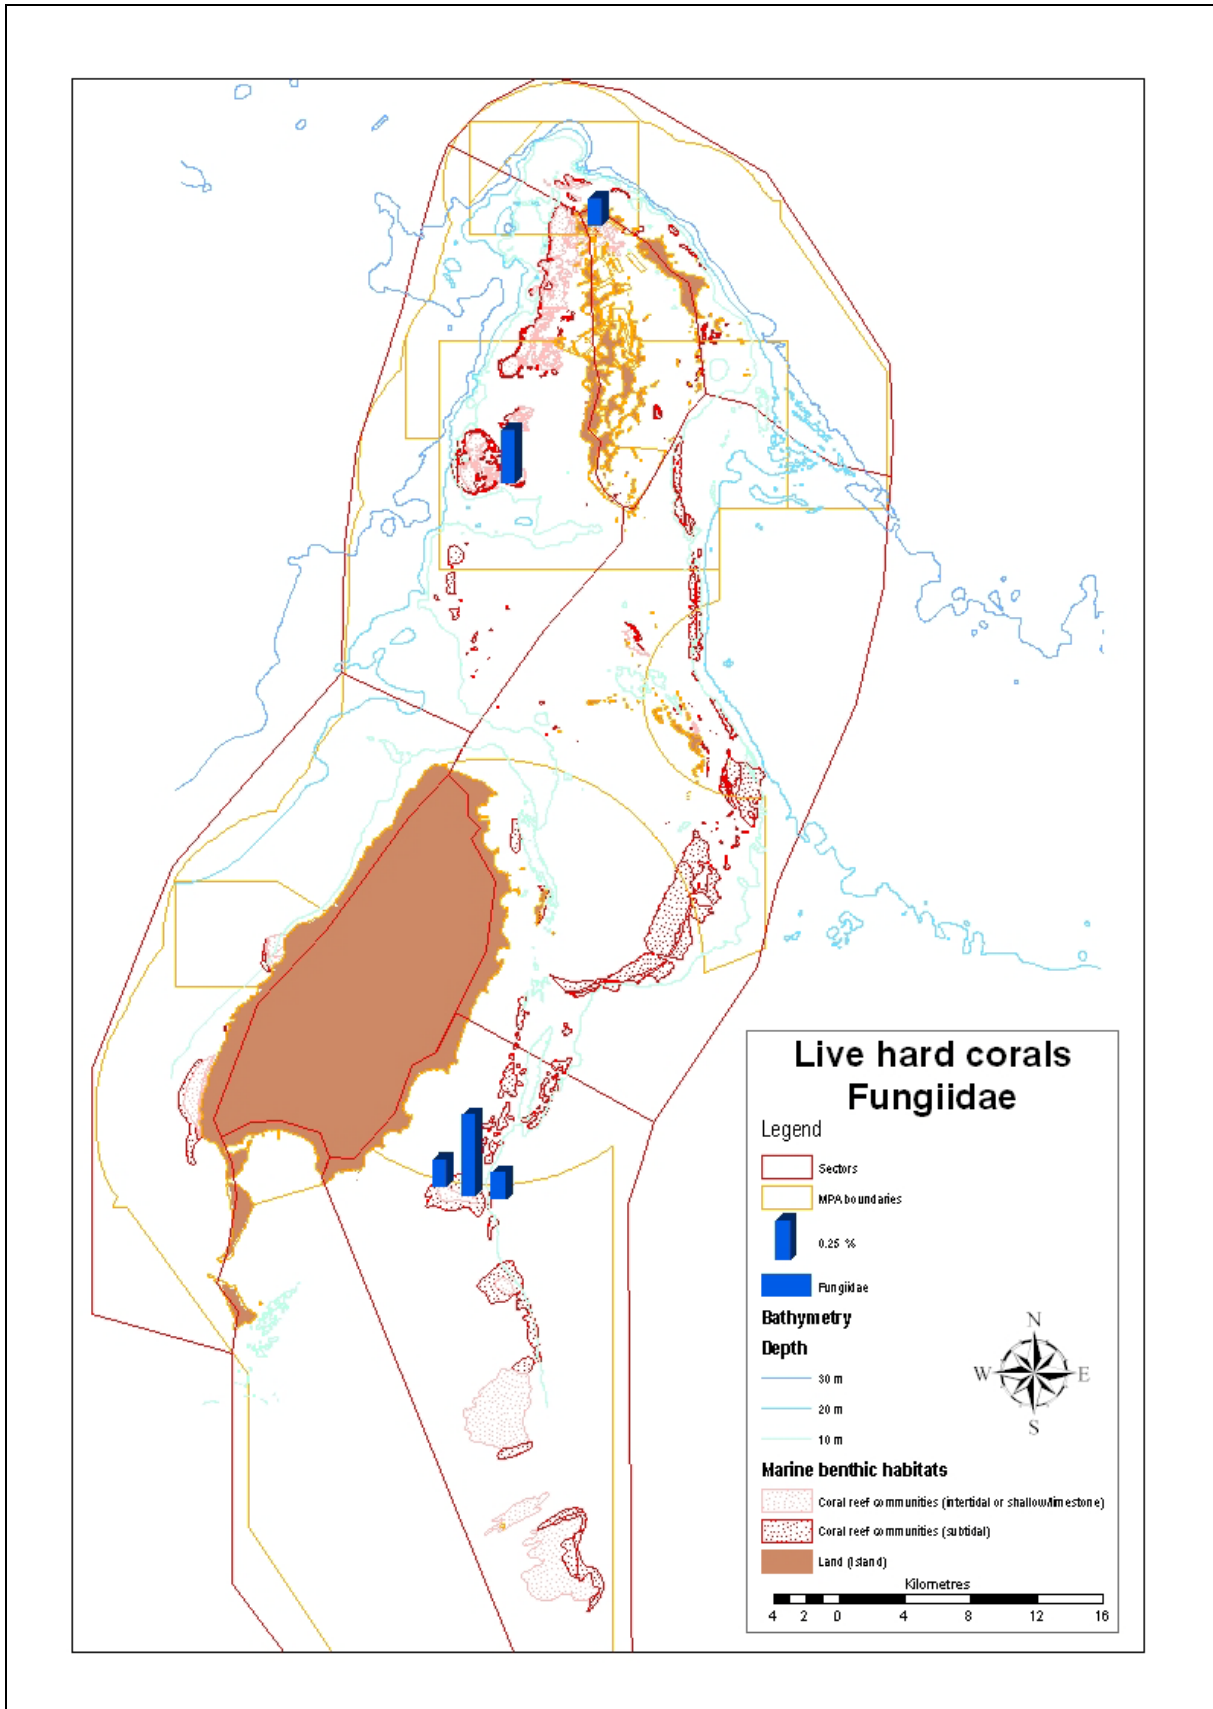 Live hard corals
Fungiidae
Legend
Sectors
MPA boundaries
0.25 %
Fungiidae
Bathymetry
Depth
30 m
20 m
10 m
N
W E
S
Marine benthic habitats
Coral reef communities (intertidal or shallow/limestone)
Coral reef communities (subtidal)
Land (Island)
Kilometres
4 2 0 4 8 12 16